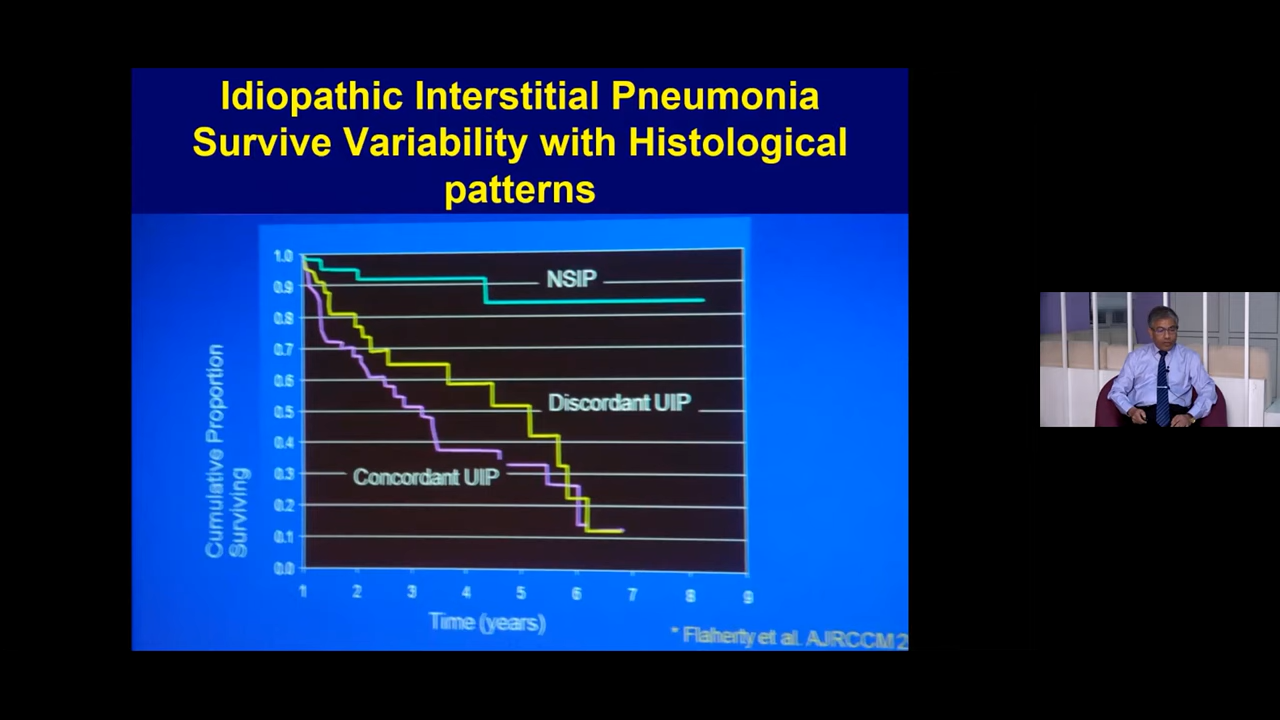 Idiopathic Interstitial Pneumonia
Survive Variability with Histological
patterns
1.0
0.9
0.8
0.7
0.6
0.5
0.4
0.3
0.2
0.1
0.0
NSIP
Discordant UIP
Concordant UIP
Cumulative Proportion
Surviving
1 2 3 4 5 6 7 8 9
Time (years)
* Flaherty et al. AJRCCM 2